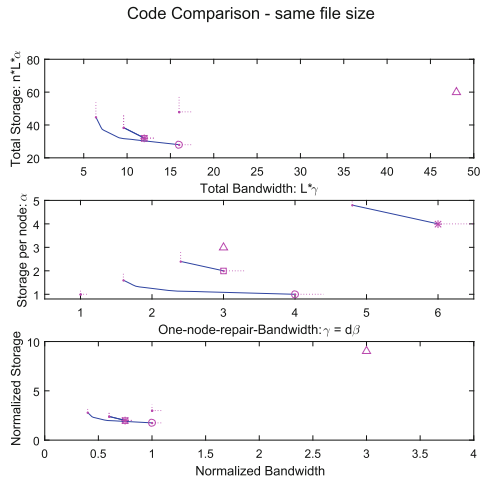 Code Comparison - same file size
Total Storage: n*L*α
80
60
40
20
5 10 15 20 25 30 35 40 45 50
Total Bandwidth: L*γ
Storage per node: α
5
4
3
2
1
1 2 3 4 5 6
One-node-repair-Bandwidth: γ = dβ
Normalized Storage
10
5
0
0 0.5 1 1.5 2 2.5 3 3.5 4
Normalized Bandwidth